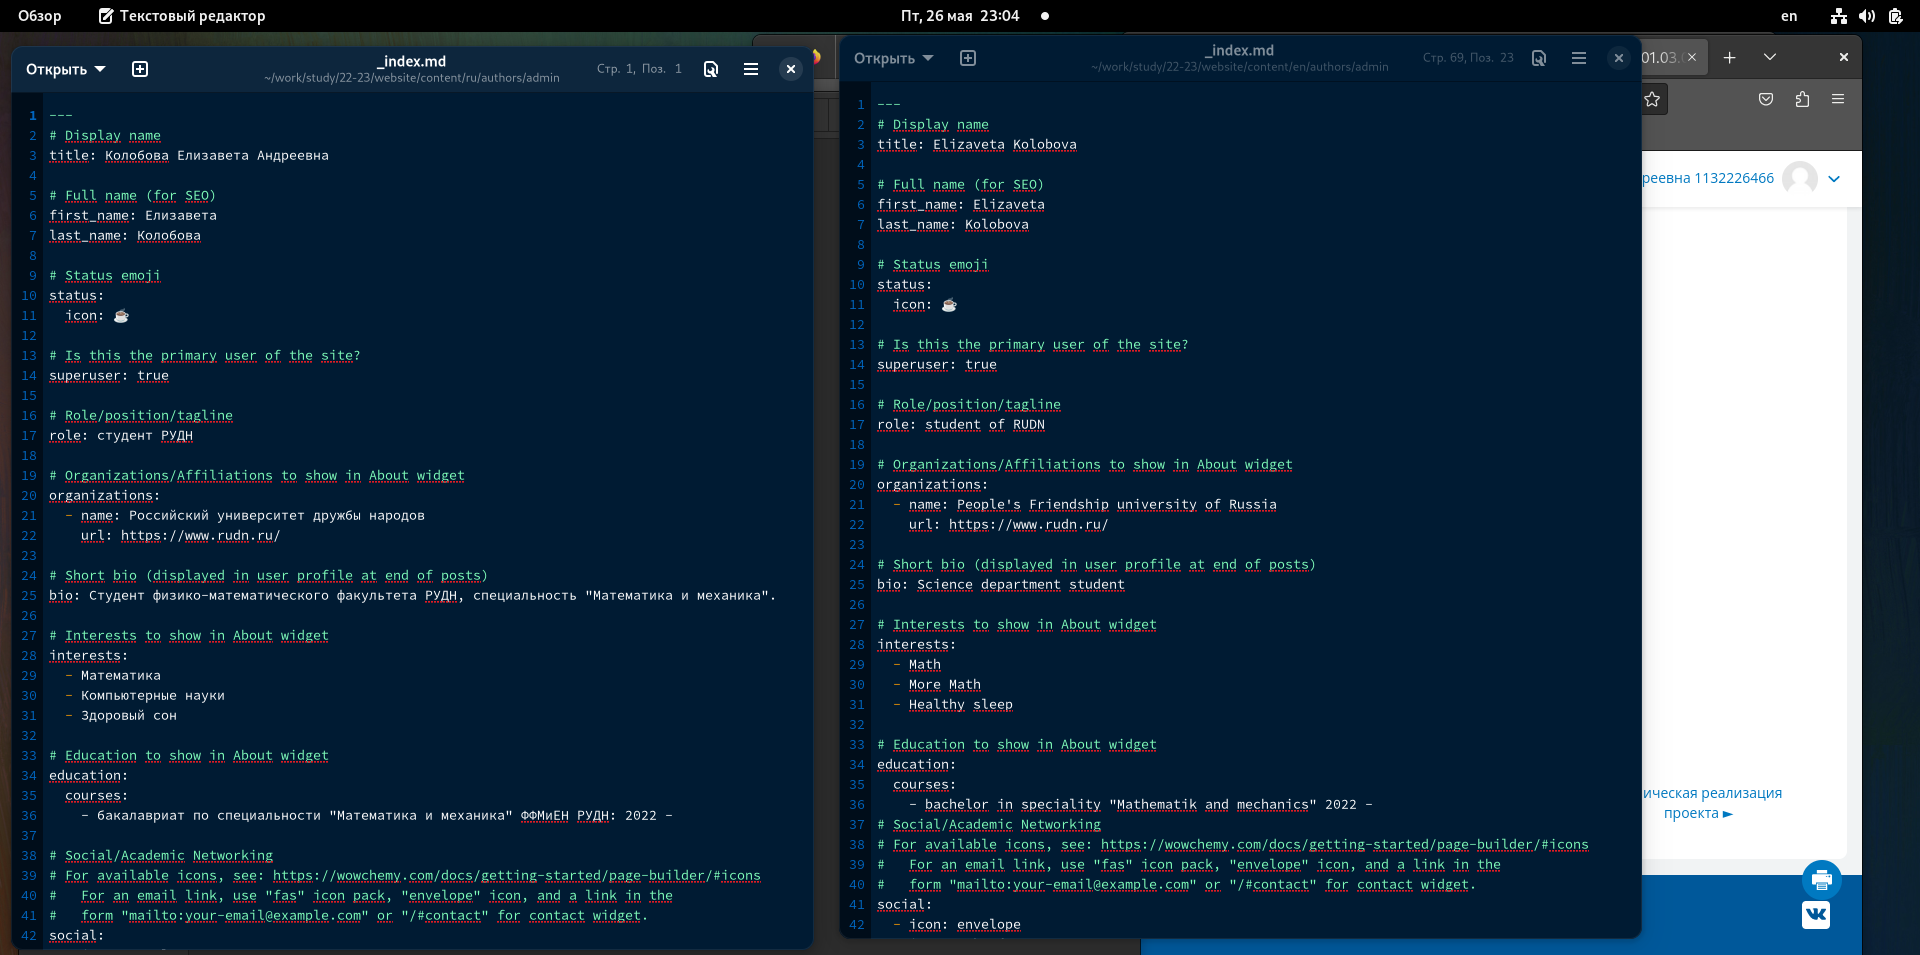 Обзор
Текстовый редактор
Пт, 26 мая 23:04
en
Открыть
_index.md
~/work/study/22-23/website/content/ru/authors/admin
Стр. 1, Поз. 1
1 ---
2 # Display name
3 title: Колобова Елизавета Андреевна
4
5 # Full name (for SEO)
6 first_name: Елизавета
7 last_name: Колобова
8
9 # Status emoji
10 status:
11   icon: ☕
12
13 # Is this the primary user of the site?
14 superuser: true
15
16 # Role/position/tagline
17 role: студент РУДН
18
19 # Organizations/Affiliations to show in About widget
20 organizations:
21   - name: Российский университет дружбы народов
22     url: https://www.rudn.ru/
23
24 # Short bio (displayed in user profile at end of posts)
25 bio: Студент физико-математического факультета РУДН, специальность "Математика и механика".
26
27 # Interests to show in About widget
28 interests:
29   - Математика
30   - Компьютерные науки
31   - Здоровый сон
32
33 # Education to show in About widget
34 education:
35   courses:
36     - бакалавриат по специальности "Математика и механика" ФФМиЕН РУДН: 2022 -
37
38 # Social/Academic Networking
39 # For available icons, see: https://wowchemy.com/docs/getting-started/page-builder/#icons
40 #   For an email link, use "fas" icon pack, "envelope" icon, and a link in the
41 #   form "mailto:your-email@example.com" or "/#contact" for contact widget.
42 social:
Открыть
_index.md
~/work/study/22-23/website/content/en/authors/admin
Стр. 69, Поз. 23
1 ---
2 # Display name
3 title: Elizaveta Kolobova
4
5 # Full name (for SEO)
6 first_name: Elizaveta
7 last_name: Kolobova
8
9 # Status emoji
10 status:
11   icon: ☕
12
13 # Is this the primary user of the site?
14 superuser: true
15
16 # Role/position/tagline
17 role: student of RUDN
18
19 # Organizations/Affiliations to show in About widget
20 organizations:
21   - name: People's Friendship university of Russia
22     url: https://www.rudn.ru/
23
24 # Short bio (displayed in user profile at end of posts)
25 bio: Science department student
26
27 # Interests to show in About widget
28 interests:
29   - Math
30   - More Math
31   - Healthy sleep
32
33 # Education to show in About widget
34 education:
35   courses:
36     - bachelor in speciality "Mathematik and mechanics" 2022 -
37 # Social/Academic Networking
38 # For available icons, see: https://wowchemy.com/docs/getting-started/page-builder/#icons
39 #   For an email link, use "fas" icon pack, "envelope" icon, and a link in the
40 #   form "mailto:your-email@example.com" or "/#contact" for contact widget.
41 social:
42   - icon: envelope
01.03.
реевна 1132226466
ическая реализация
проекта ►